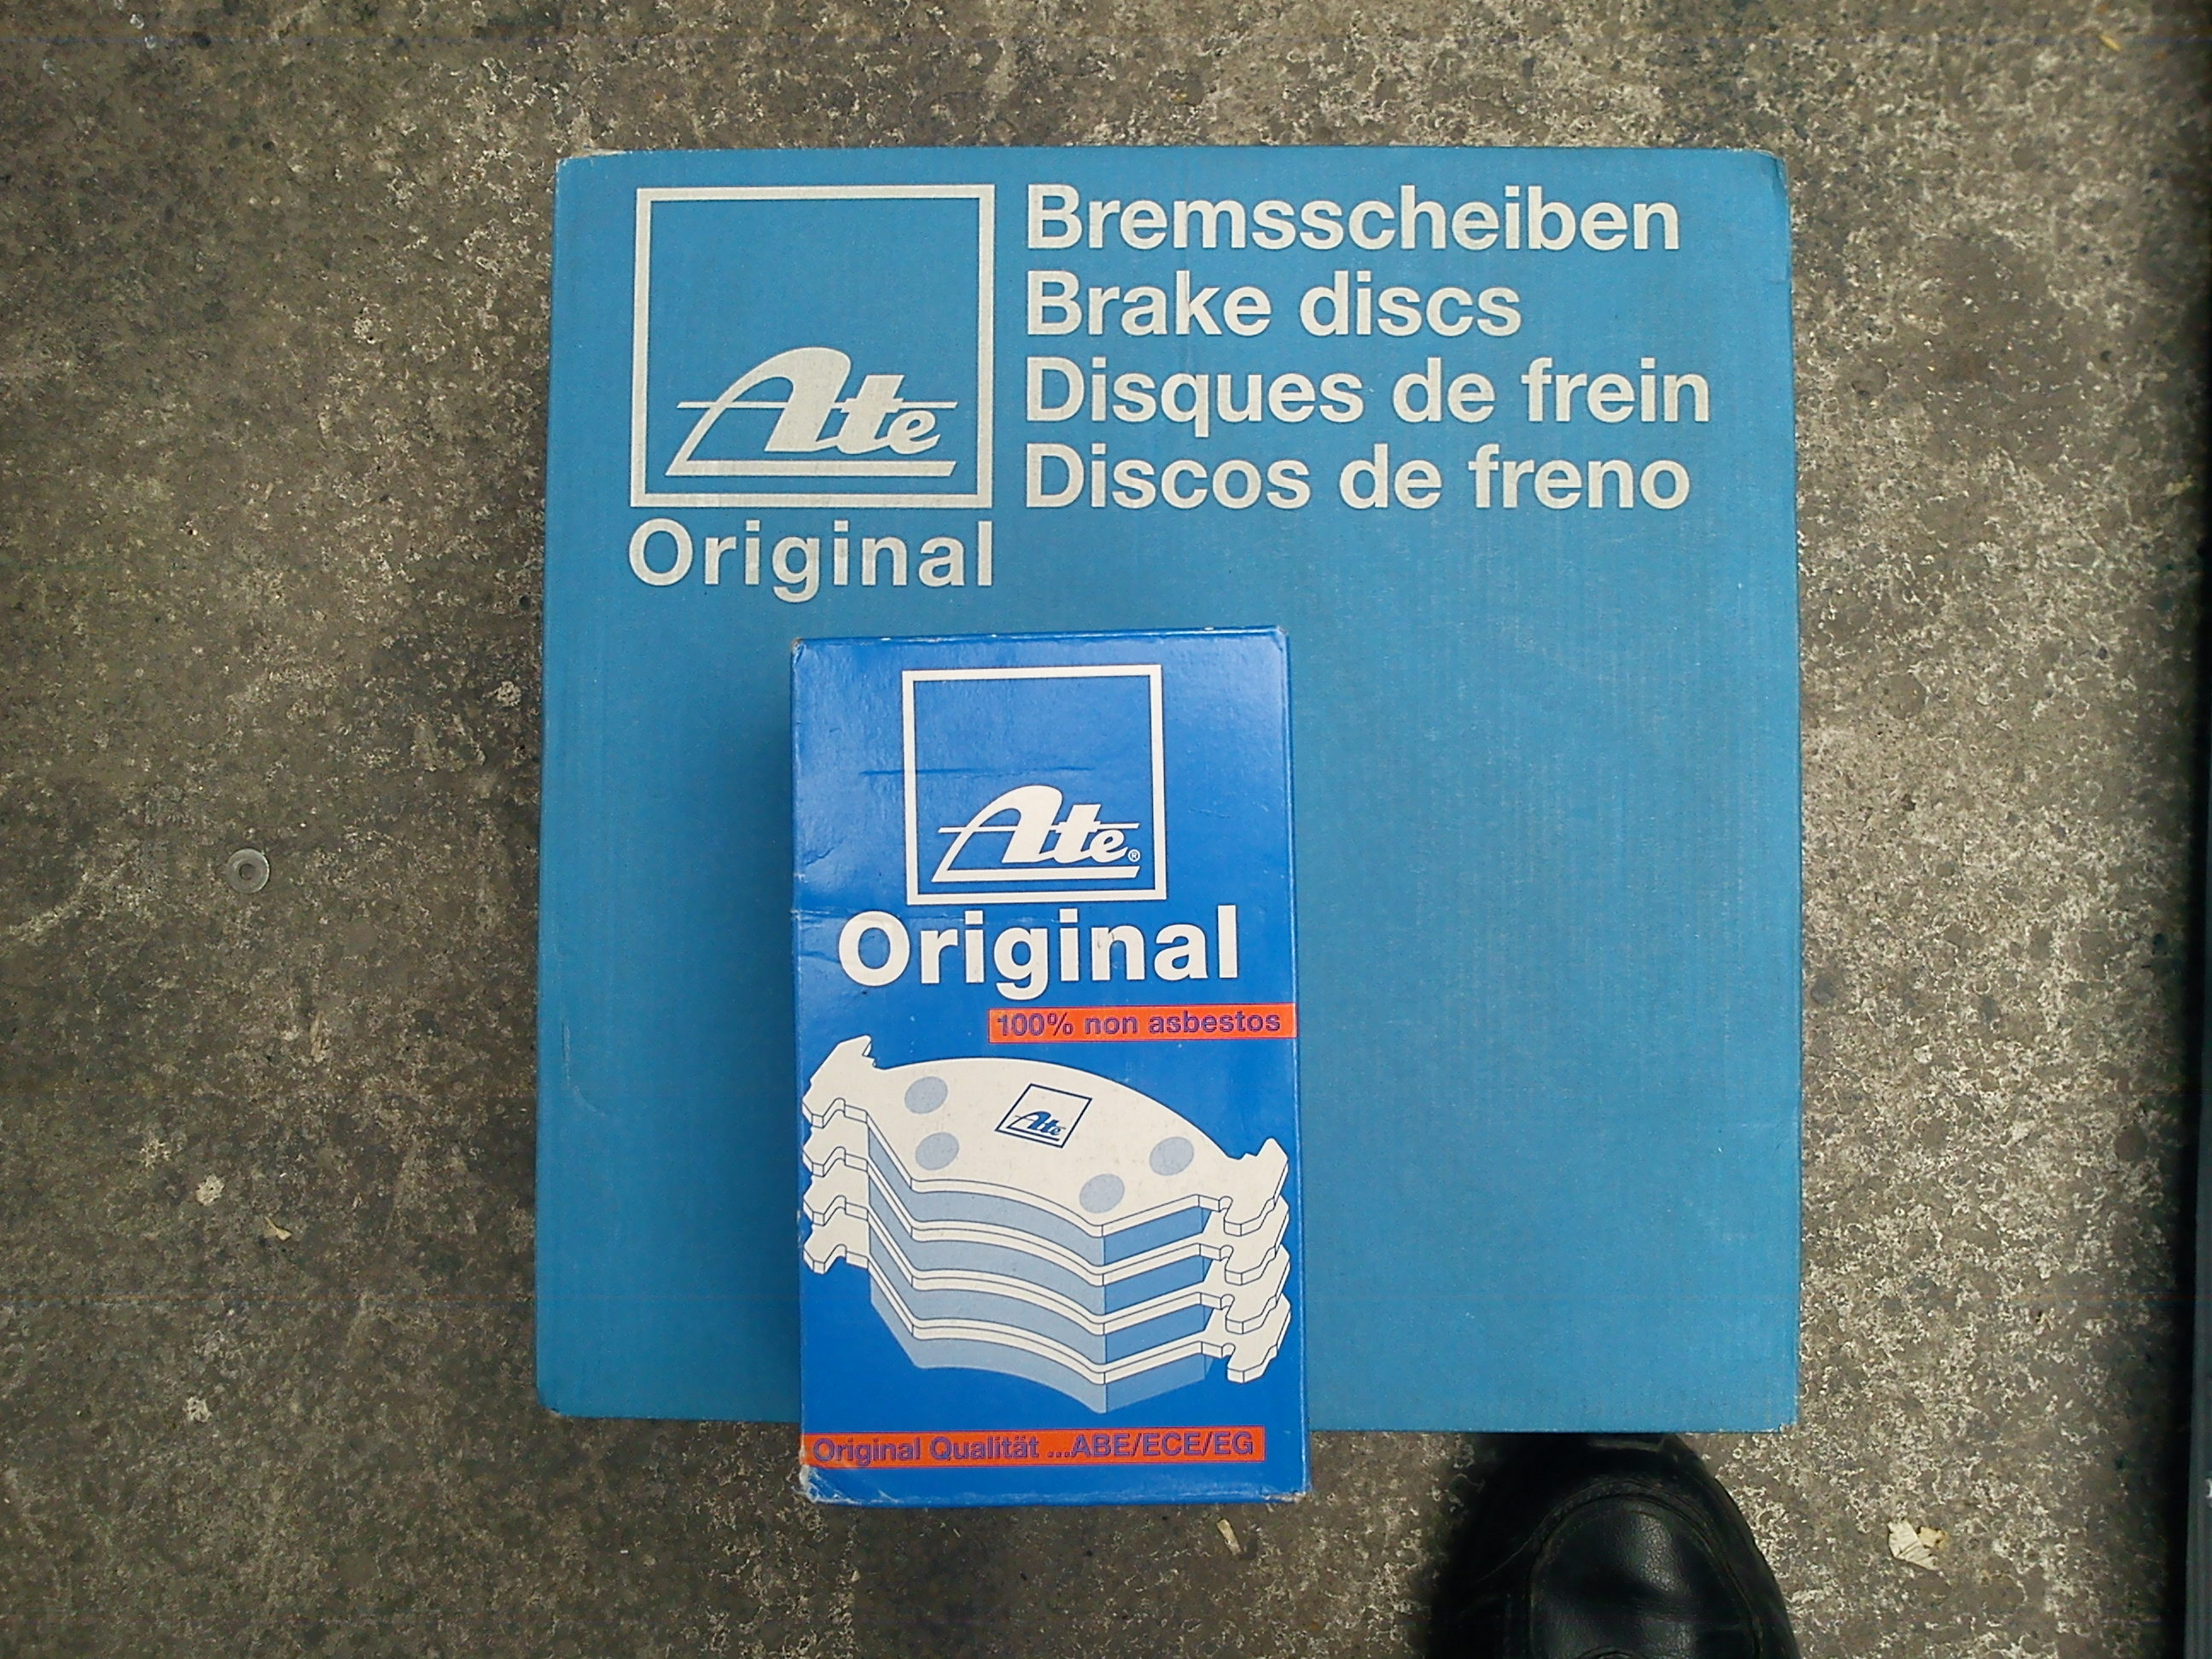 Bremsscheiben
Brake discs
Disques de frein
Discos de freno
Ate
Original
Ate®
Original
100% non asbestos
Ate
Original Qualität ...ABE/ECE/EG